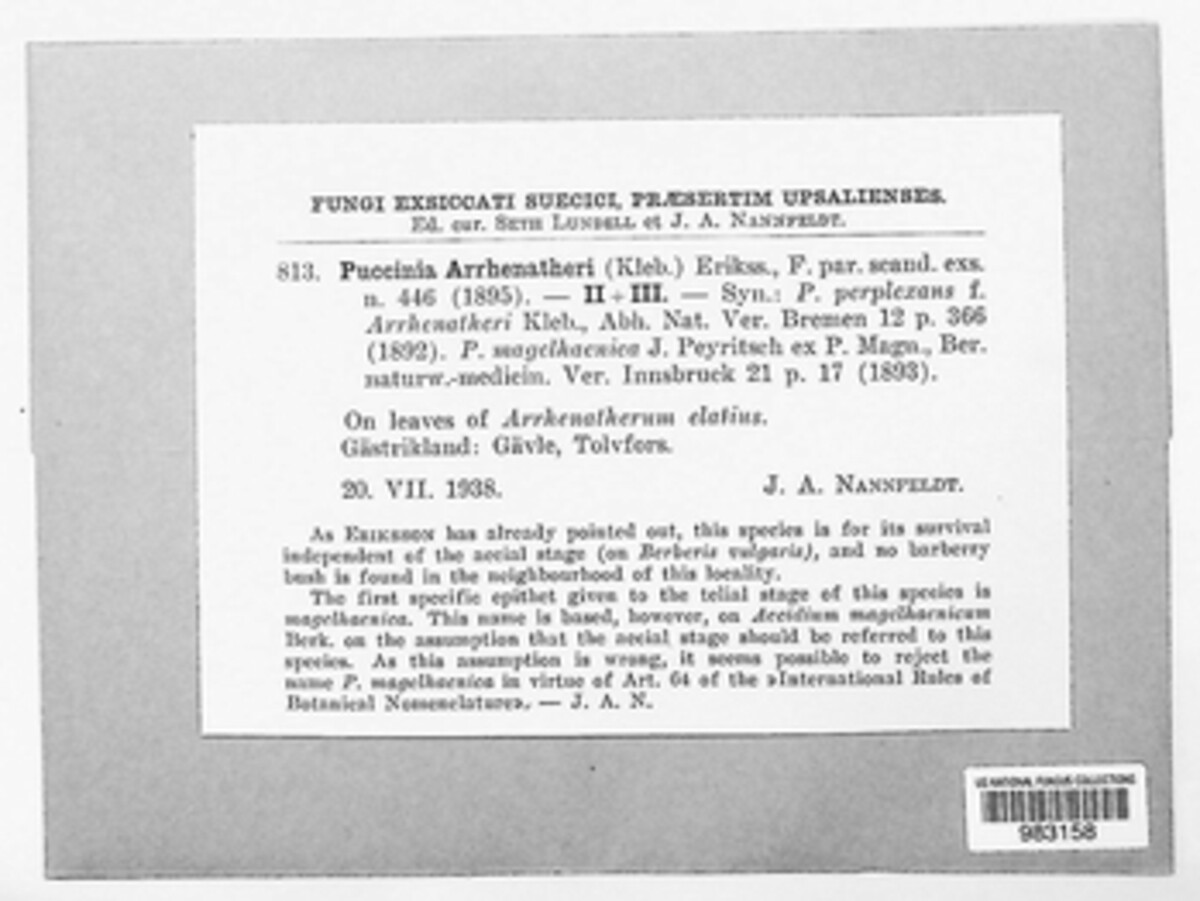 FUNGI EXSICCATI SUECICI, PRÆSERTIM UPSALIENSES.
Ed. cur. SETH LUNDELL et J. A. NANNFELDT.
813. Puccinia Arrhenatheri (Kleb.) Erikss., F. par. scand. exs.
n. 446 (1895). — II + III. — Syn.: P. perplexans f.
Arrhenatheri Kleb., Abh. Nat. Ver. Bremen 12 p. 366
(1892). P. magelhaenica J. Peyritsch ex P. Magn., Ber.
naturw.-medicin. Ver. Innsbruck 21 p. 17 (1893).
On leaves of Arrhenatherum elatius.
Gästrikland: Gävle, Tolvfors.
20. VII. 1938. J. A. NANNFELDT.
As ERIKSSON has already pointed out, this species is for its survival
independent of the aecial stage (on Berberis vulgaris), and no barberry
bush is found in the neighbourhood of this locality.
The first specific epithet given to the telial stage of this species is
magelhaenica. This name is based, however, on Aecidium magelhaenicum
Berk. on the assumption that the aecial stage should be referred to this
species. As this assumption is wrong, it seems possible to reject the
name P. magelhaenica in virtue of Art. 64 of the »International Rules of
Botanical Nomenclature». — J. A. N.
US NATIONAL FUNGUS COLLECTIONS
983158